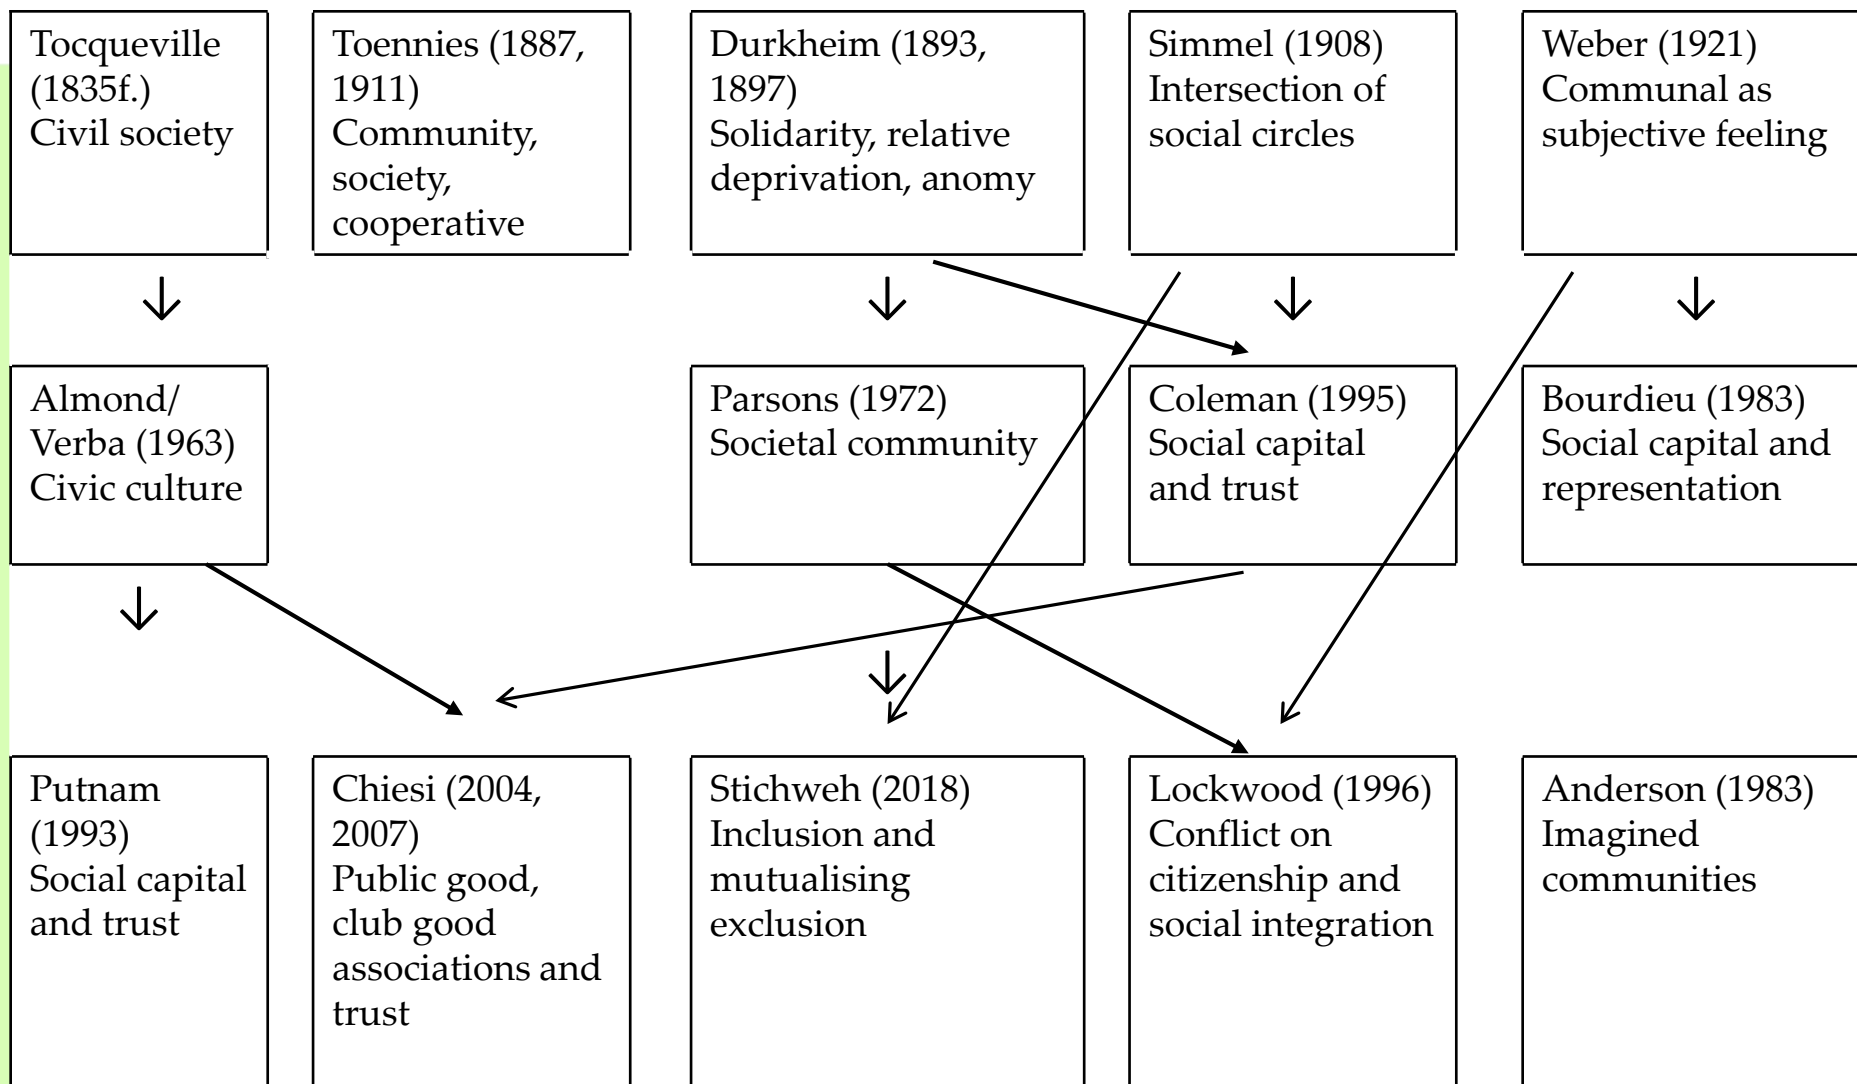 Tocqueville
(1835f.)
Civil society
Toennies (1887,
1911)
Community,
society,
cooperative
Durkheim (1893,
1897)
Solidarity, relative
deprivation, anomy
Simmel (1908)
Intersection of
social circles
Weber (1921)
Communal as
subjective feeling
Almond/
Verba (1963)
Civic culture
Parsons (1972)
Societal community
Coleman (1995)
Social capital
and trust
Bourdieu (1983)
Social capital and
representation
Putnam
(1993)
Social capital
and trust
Chiesi (2004,
2007)
Public good,
club good
associations and
trust
Stichweh (2018)
Inclusion and
mutualising
exclusion
Lockwood (1996)
Conflict on
citizenship and
social integration
Anderson (1983)
Imagined
communities